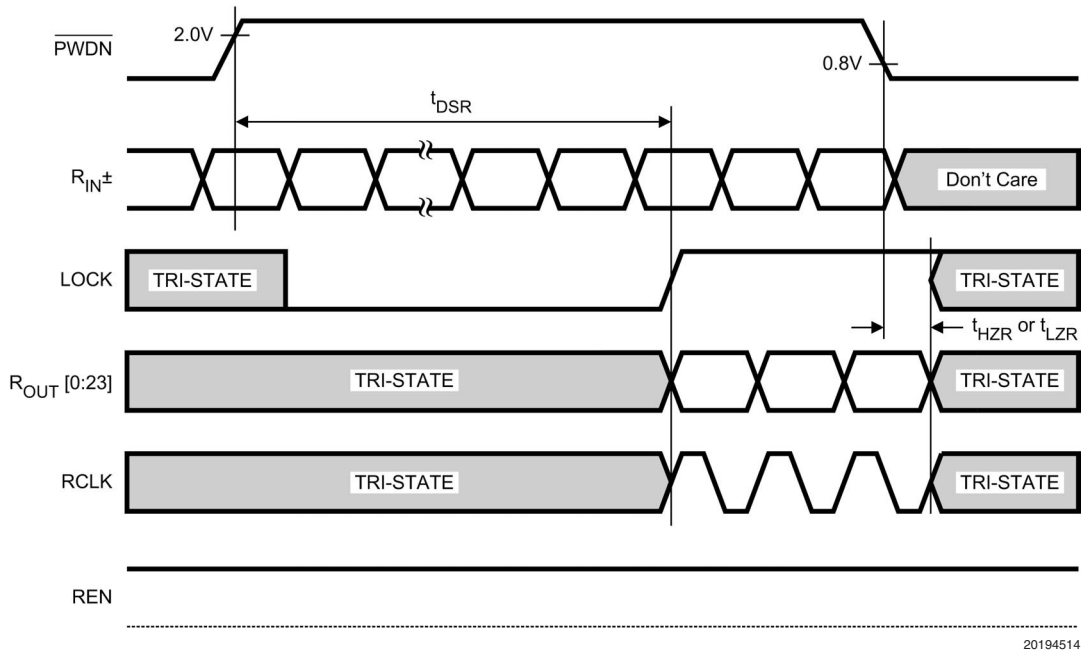 2.0V
PWDN
0.8V
tDSR
RIN±
Don't Care
LOCK
TRI-STATE
TRI-STATE
tHZR or tLZR
ROUT [0:23]
TRI-STATE
TRI-STATE
RCLK
TRI-STATE
TRI-STATE
REN
20194514